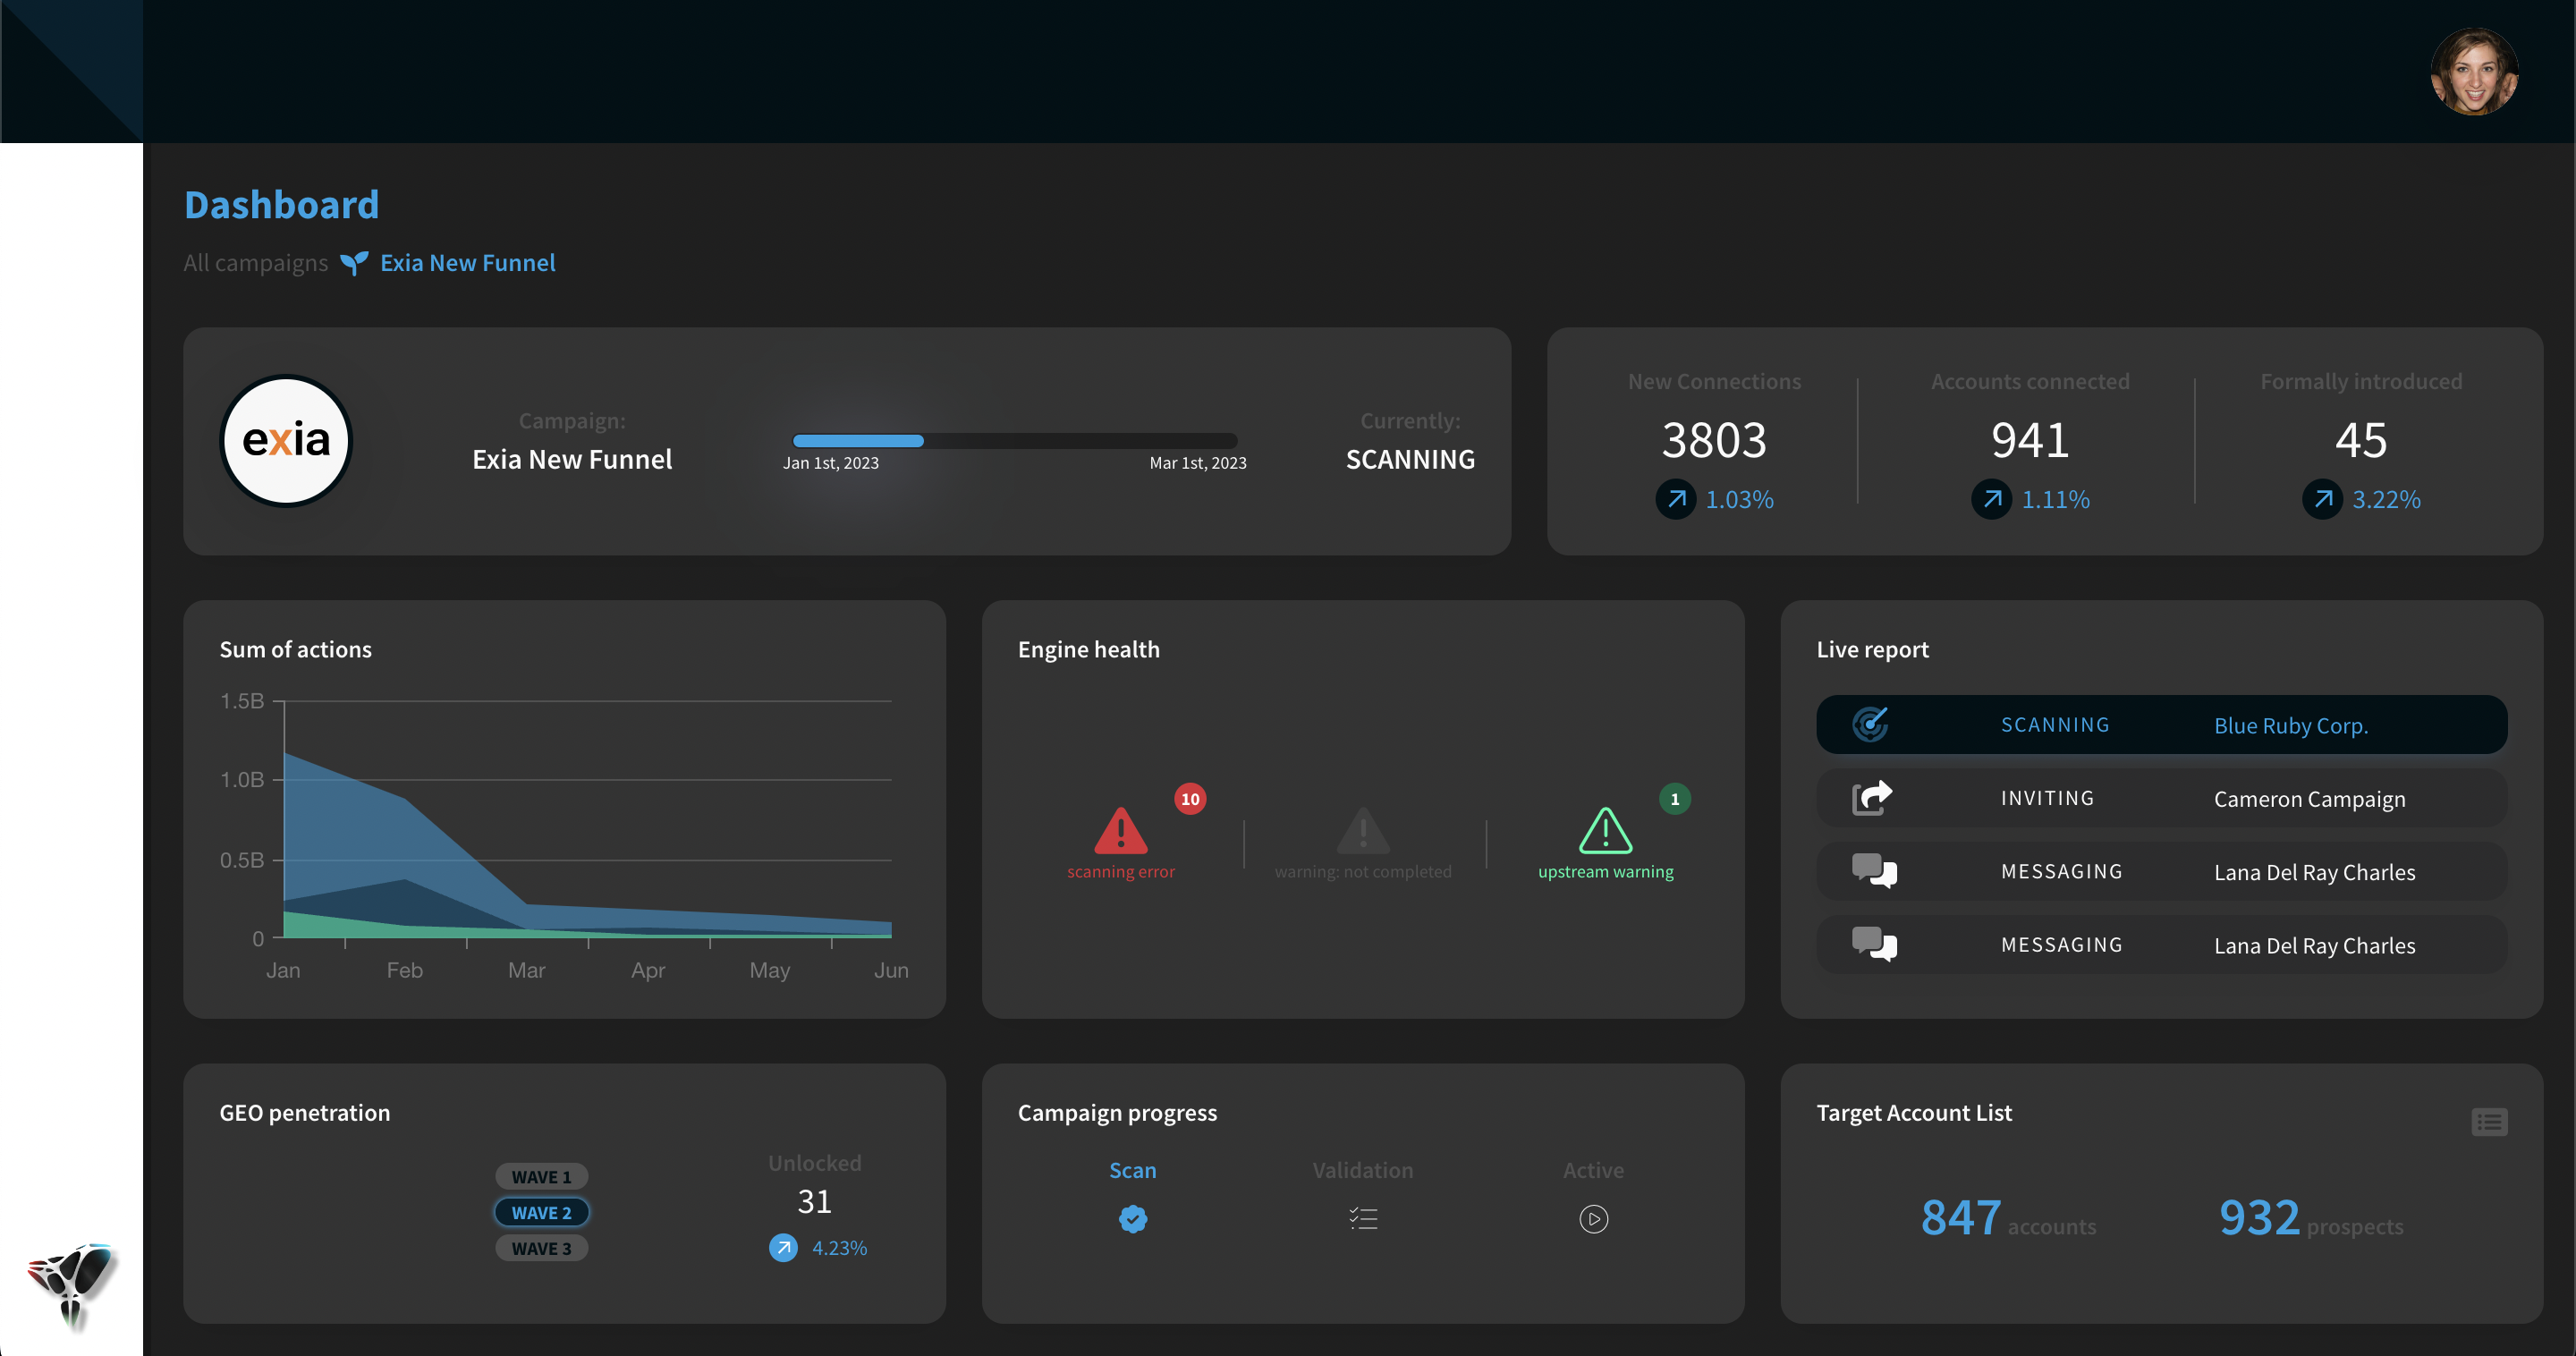 Dashboard
All campaigns Exia New Funnel
exia
Campaign:
Exia New Funnel
Jan 1st, 2023
Mar 1st, 2023
Currently:
SCANNING
New Connections
3803
1.03%
Accounts connected
941
1.11%
Formally introduced
45
3.22%
Sum of actions
1.5B
1.0B
0.5B
0
Jan Feb Mar Apr May Jun
Engine health
10
scanning error
warning: not completed
1
upstream warning
Live report
SCANNING Blue Ruby Corp.
INVITING Cameron Campaign
MESSAGING Lana Del Ray Charles
MESSAGING Lana Del Ray Charles
GEO penetration
WAVE 1
WAVE 2
WAVE 3
Unlocked
31
4.23%
Campaign progress
Scan
Validation
Active
Target Account List
847 accounts
932 prospects